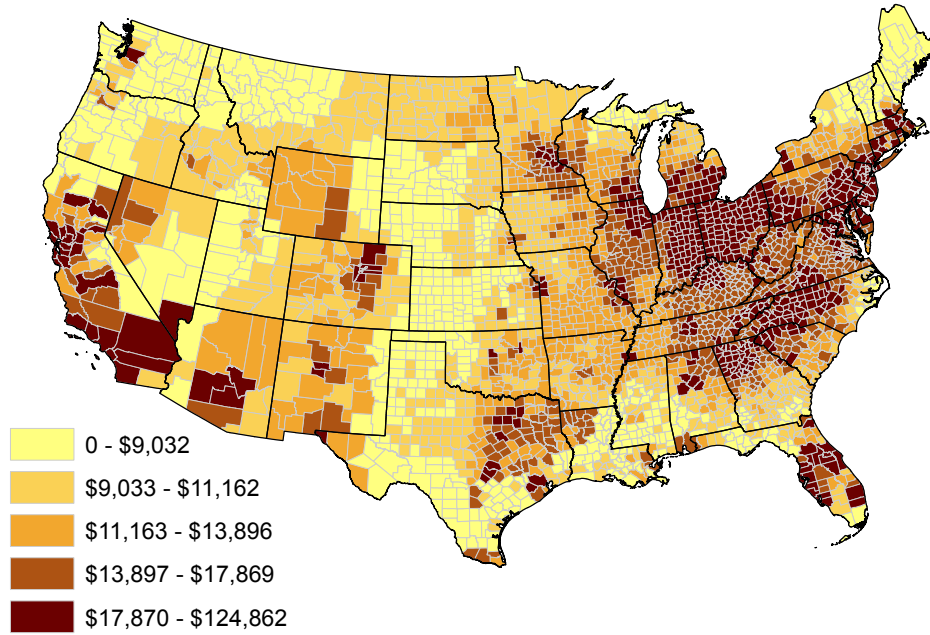 0 - $9,032
$9,033 - $11,162
$11,163 - $13,896
$13,897 - $17,869
$17,870 - $124,862